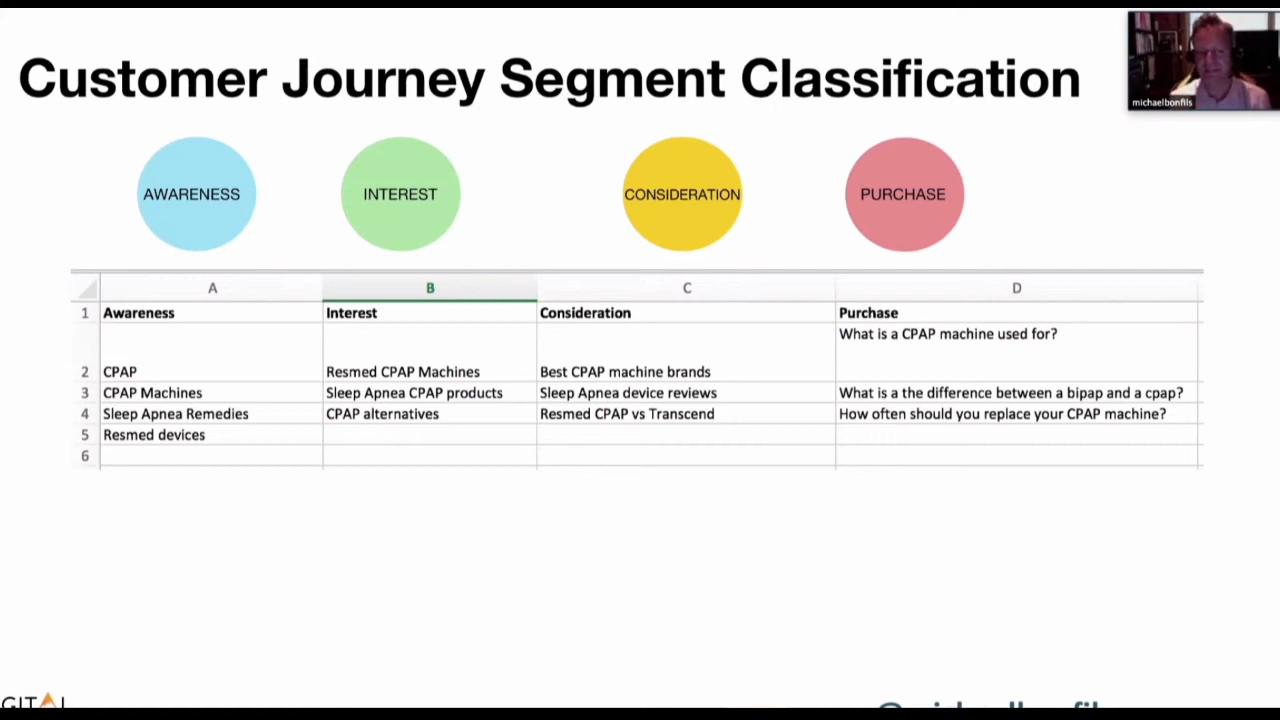 Customer Journey Segment Classification
michaelbonfils
AWARENESS INTEREST CONSIDERATION PURCHASE
A B C D
1 Awareness Interest Consideration Purchase
What is a CPAP machine used for?
2 CPAP Resmed CPAP Machines Best CPAP machine brands
3 CPAP Machines Sleep Apnea CPAP products Sleep Apnea device reviews What is a the difference between a bipap and a cpap?
4 Sleep Apnea Remedies CPAP alternatives Resmed CPAP vs Transcend How often should you replace your CPAP machine?
5 Resmed devices
6